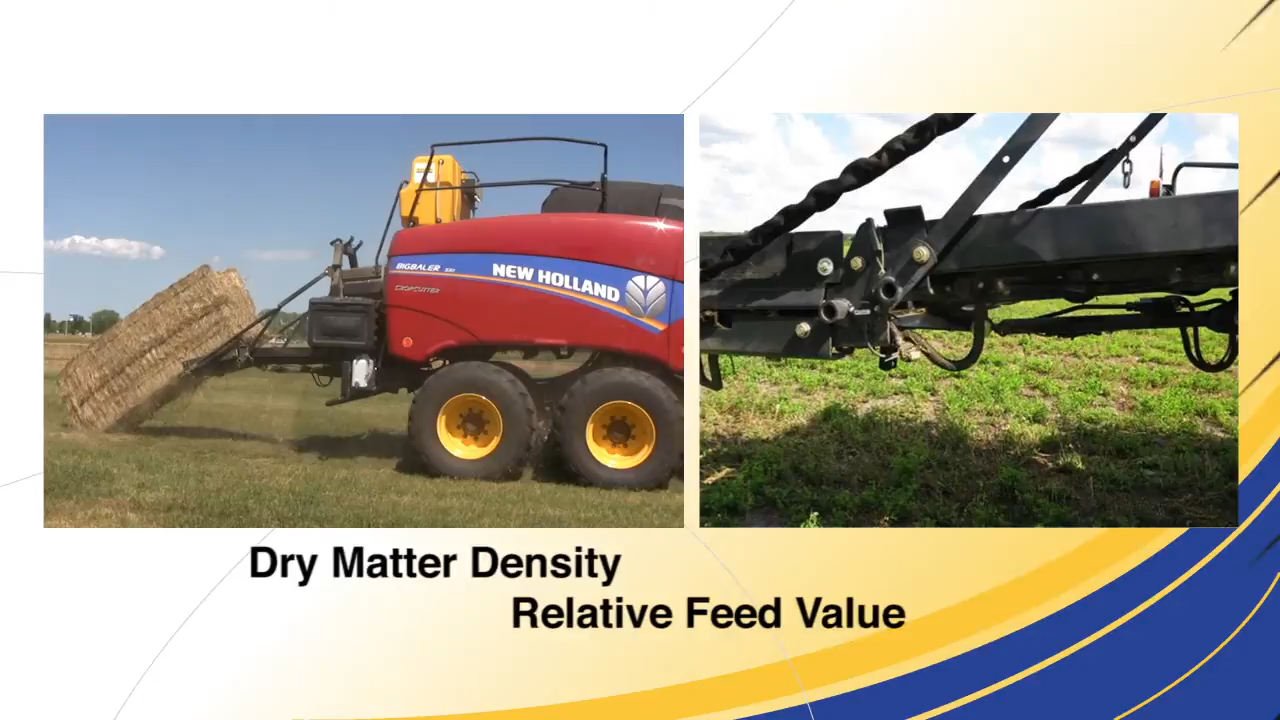 BIGBALER 330
NEW HOLLAND
CROPCUTTER
Dry Matter Density
Relative Feed Value